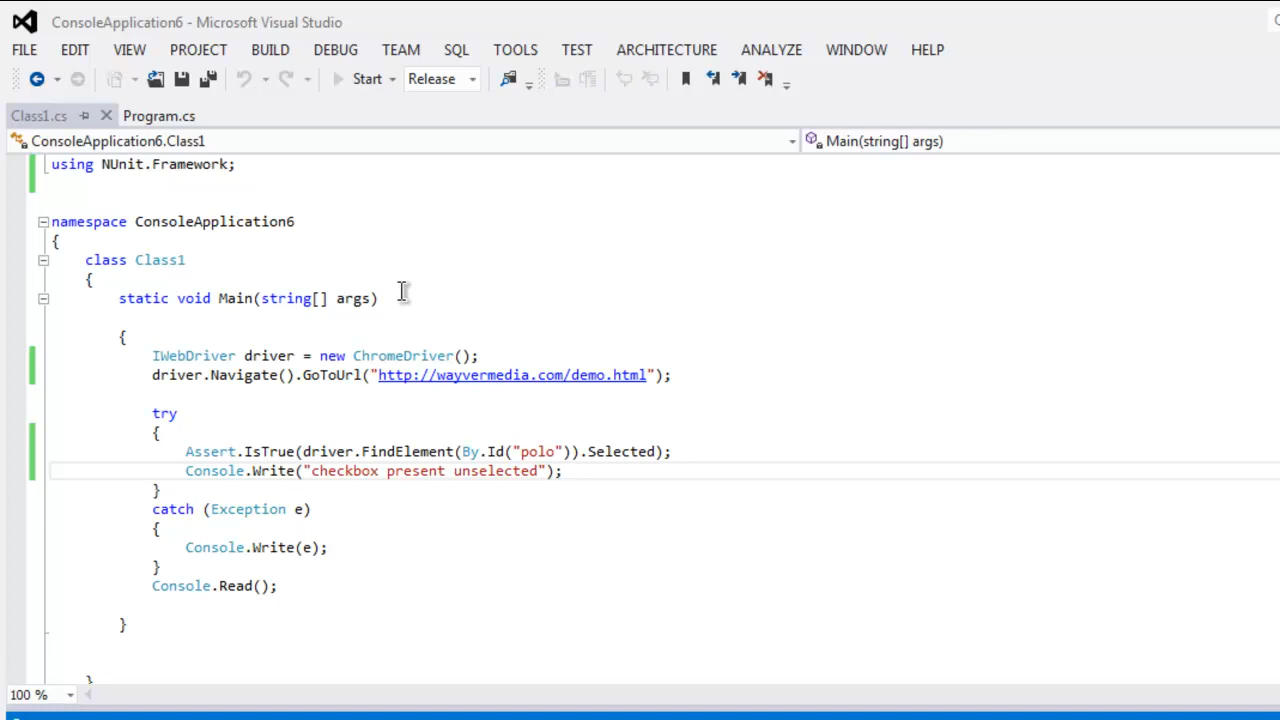 ConsoleApplication6 - Microsoft Visual Studio
FILE EDIT VIEW PROJECT BUILD DEBUG TEAM SQL TOOLS TEST ARCHITECTURE ANALYZE WINDOW HELP
Start Release
Class1.cs Program.cs
ConsoleApplication6.Class1 Main(string[] args)
using NUnit.Framework;
namespace ConsoleApplication6
{
class Class1
{
static void Main(string[] args)
{
IWebDriver driver = new ChromeDriver();
driver.Navigate().GoToUrl("http://wayvermedia.com/demo.html");
try
{
Assert.IsTrue(driver.FindElement(By.Id("polo")).Selected);
Console.Write("checkbox present unselected");
}
catch (Exception e)
{
Console.Write(e);
}
Console.Read();
}
}
100 %